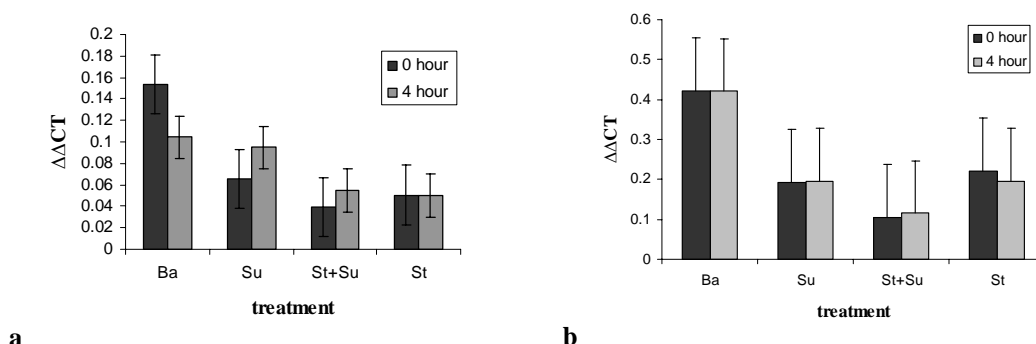 0.2
0.18
0.16
0.14
0.12
0.1
0.08
0.06
0.04
0.02
0
ΔΔCT
0 hour
4 hour
Ba Su St+Su St
treatment
a
0.6
0.5
0.4
0.3
0.2
0.1
0
ΔΔCT
0 hour
4 hour
Ba Su St+Su St
treatment
b